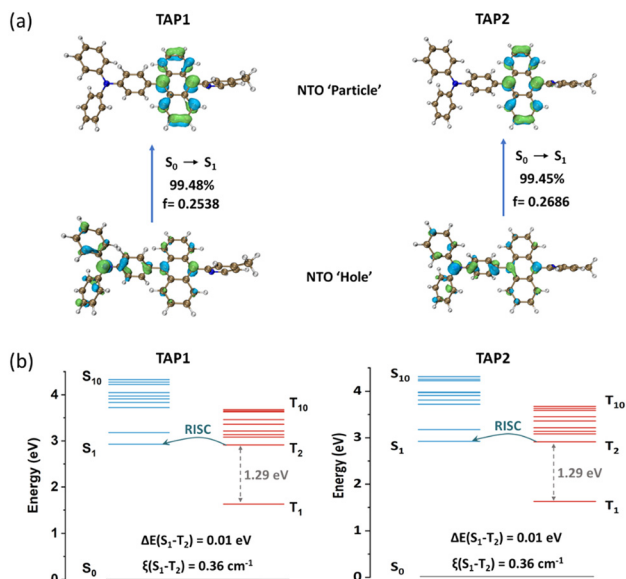 (a)
TAP1
TAP2
NTO 'Particle'
S₀ → S₁
99.48%
f= 0.2538
S₀ → S₁
99.45%
f= 0.2686
NTO 'Hole'
(b)
TAP1
TAP2
Energy (eV)
4
3
2
1
0
S₁₀
S₁
S₀
RISC
T₁₀
T₂
T₁
1.29 eV
ΔE(S₁-T₂) = 0.01 eV
ξ(S₁-T₂) = 0.36 cm⁻¹
Energy (eV)
4
3
2
1
0
S₁₀
S₁
S₀
RISC
T₁₀
T₂
T₁
1.29 eV
ΔE(S₁-T₂) = 0.01 eV
ξ(S₁-T₂) = 0.36 cm⁻¹